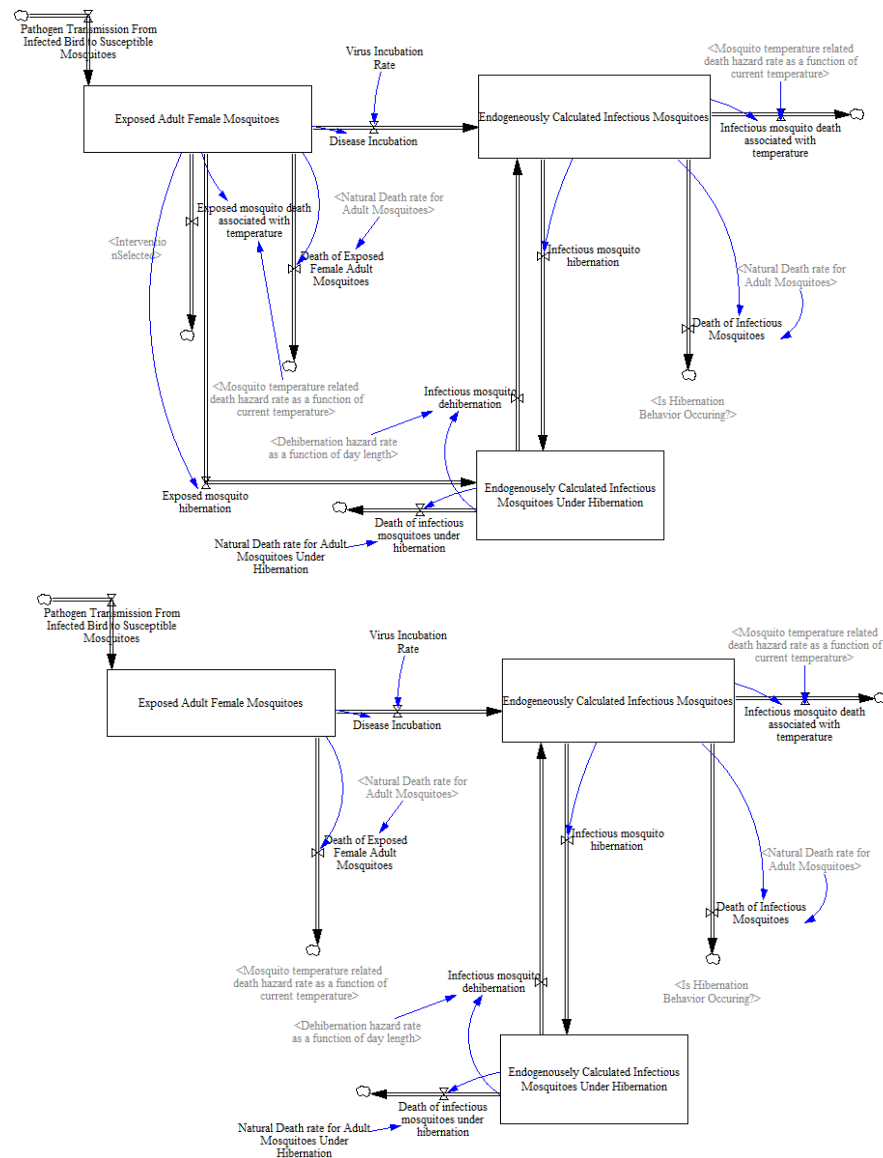 Pathogen Transmission From
Infected Bird to Susceptible
Mosquitoes
Virus Incubation
Rate
<Mosquito temperature related
death hazard rate as a function of
current temperature>
Exposed Adult Female Mosquitoes
Endogeneously Calculated Infectious Mosquitoes
Disease Incubation
Infectious mosquito death
associated with
temperature
<Natural Death rate for
Adult Mosquitoes>
Exposed mosquito death
associated with
temperature
<Interventio
nSelected>
Death of Exposed
Female Adult
Mosquitoes
Infectious mosquito
hibernation
<Natural Death rate for
Adult Mosquitoes>
Death of Infectious
Mosquitoes
<Mosquito temperature related
death hazard rate as a function of
current temperature>
Infectious mosquito
dehibernation
<Is Hibernation
Behavior Occuring?>
<Dehibernation hazard rate
as a function of day length>
Exposed mosquito
hibernation
Endogenousely Calculated Infectious
Mosquitoes Under Hibernation
Death of infectious
mosquitoes under
hibernation
Natural Death rate for Adult
Mosquitoes Under
Hibernation
Pathogen Transmission From
Infected Bird to Susceptible
Mosquitoes
Virus Incubation
Rate
<Mosquito temperature related
death hazard rate as a function of
current temperature>
Exposed Adult Female Mosquitoes
Endogeneously Calculated Infectious Mosquitoes
Disease Incubation
Infectious mosquito death
associated with
temperature
<Natural Death rate for
Adult Mosquitoes>
Death of Exposed
Female Adult
Mosquitoes
Infectious mosquito
hibernation
<Natural Death rate for
Adult Mosquitoes>
Death of Infectious
Mosquitoes
<Mosquito temperature related
death hazard rate as a function of
current temperature>
Infectious mosquito
dehibernation
<Is Hibernation
Behavior Occuring?>
<Dehibernation hazard rate
as a function of day length>
Endogenousely Calculated Infectious
Mosquitoes Under Hibernation
Death of infectious
mosquitoes under
hibernation
Natural Death rate for Adult
Mosquitoes Under
Hibernation